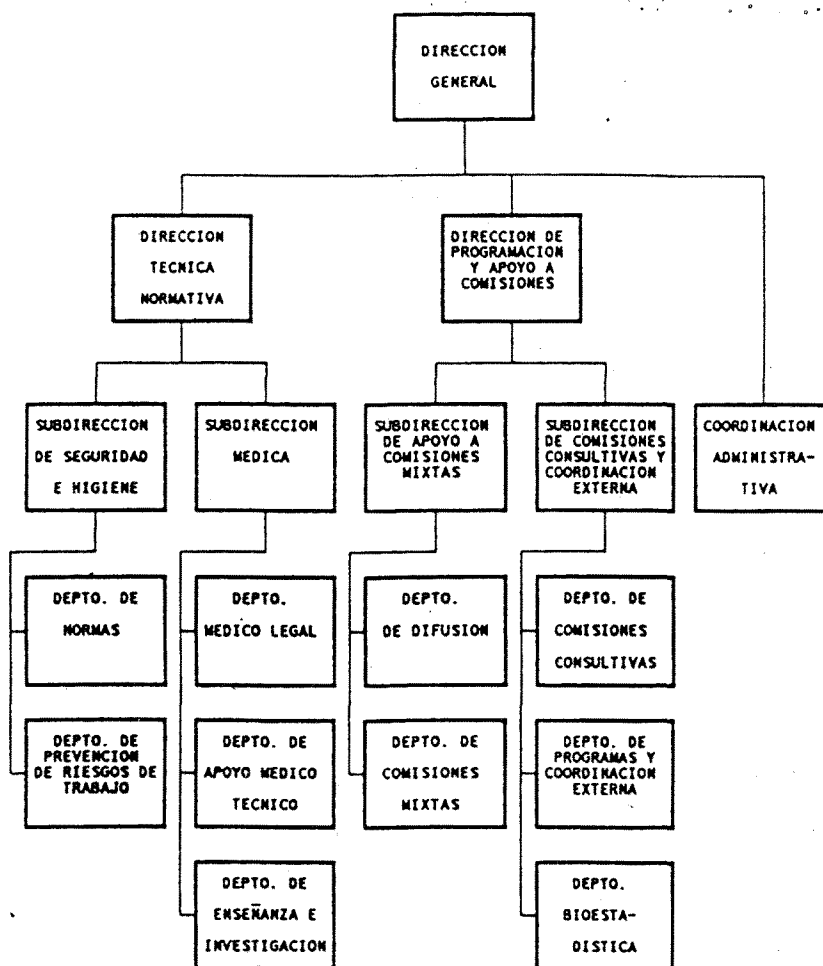 DIRECCION
GENERAL
DIRECCION
TECNICA
NORMATIVA
DIRECCION DE
PROGRAMACION
Y APOYO A
COMISIONES
SUBDIRECCION
DE SEGURIDAD
E HIGIENE
SUBDIRECCION
MEDICA
SUBDIRECCION
DE APOYO A
COMISIONES
MIXTAS
SUBDIRECCION
DE COMISIONES
CONSULTIVAS Y
COORDINACION
EXTERNA
COORDINACION
ADMINISTRA-
TIVA
DEPTO. DE
NORMAS
DEPTO.
MEDICO LEGAL
DEPTO.
DE DIFUSION
DEPTO. DE
COMISIONES
CONSULTIVAS
DEPTO. DE
PREVENCION
DE RIESGOS DE
TRABAJO
DEPTO. DE
APOYO MEDICO
TECNICO
DEPTO. DE
COMISIONES
MIXTAS
DEPTO. DE
PROGRAMAS Y
COORDINACION
EXTERNA
DEPTO. DE
ENSEÑANZA E
INVESTIGACION
DEPTO.
BIOESTA-
DISTICA